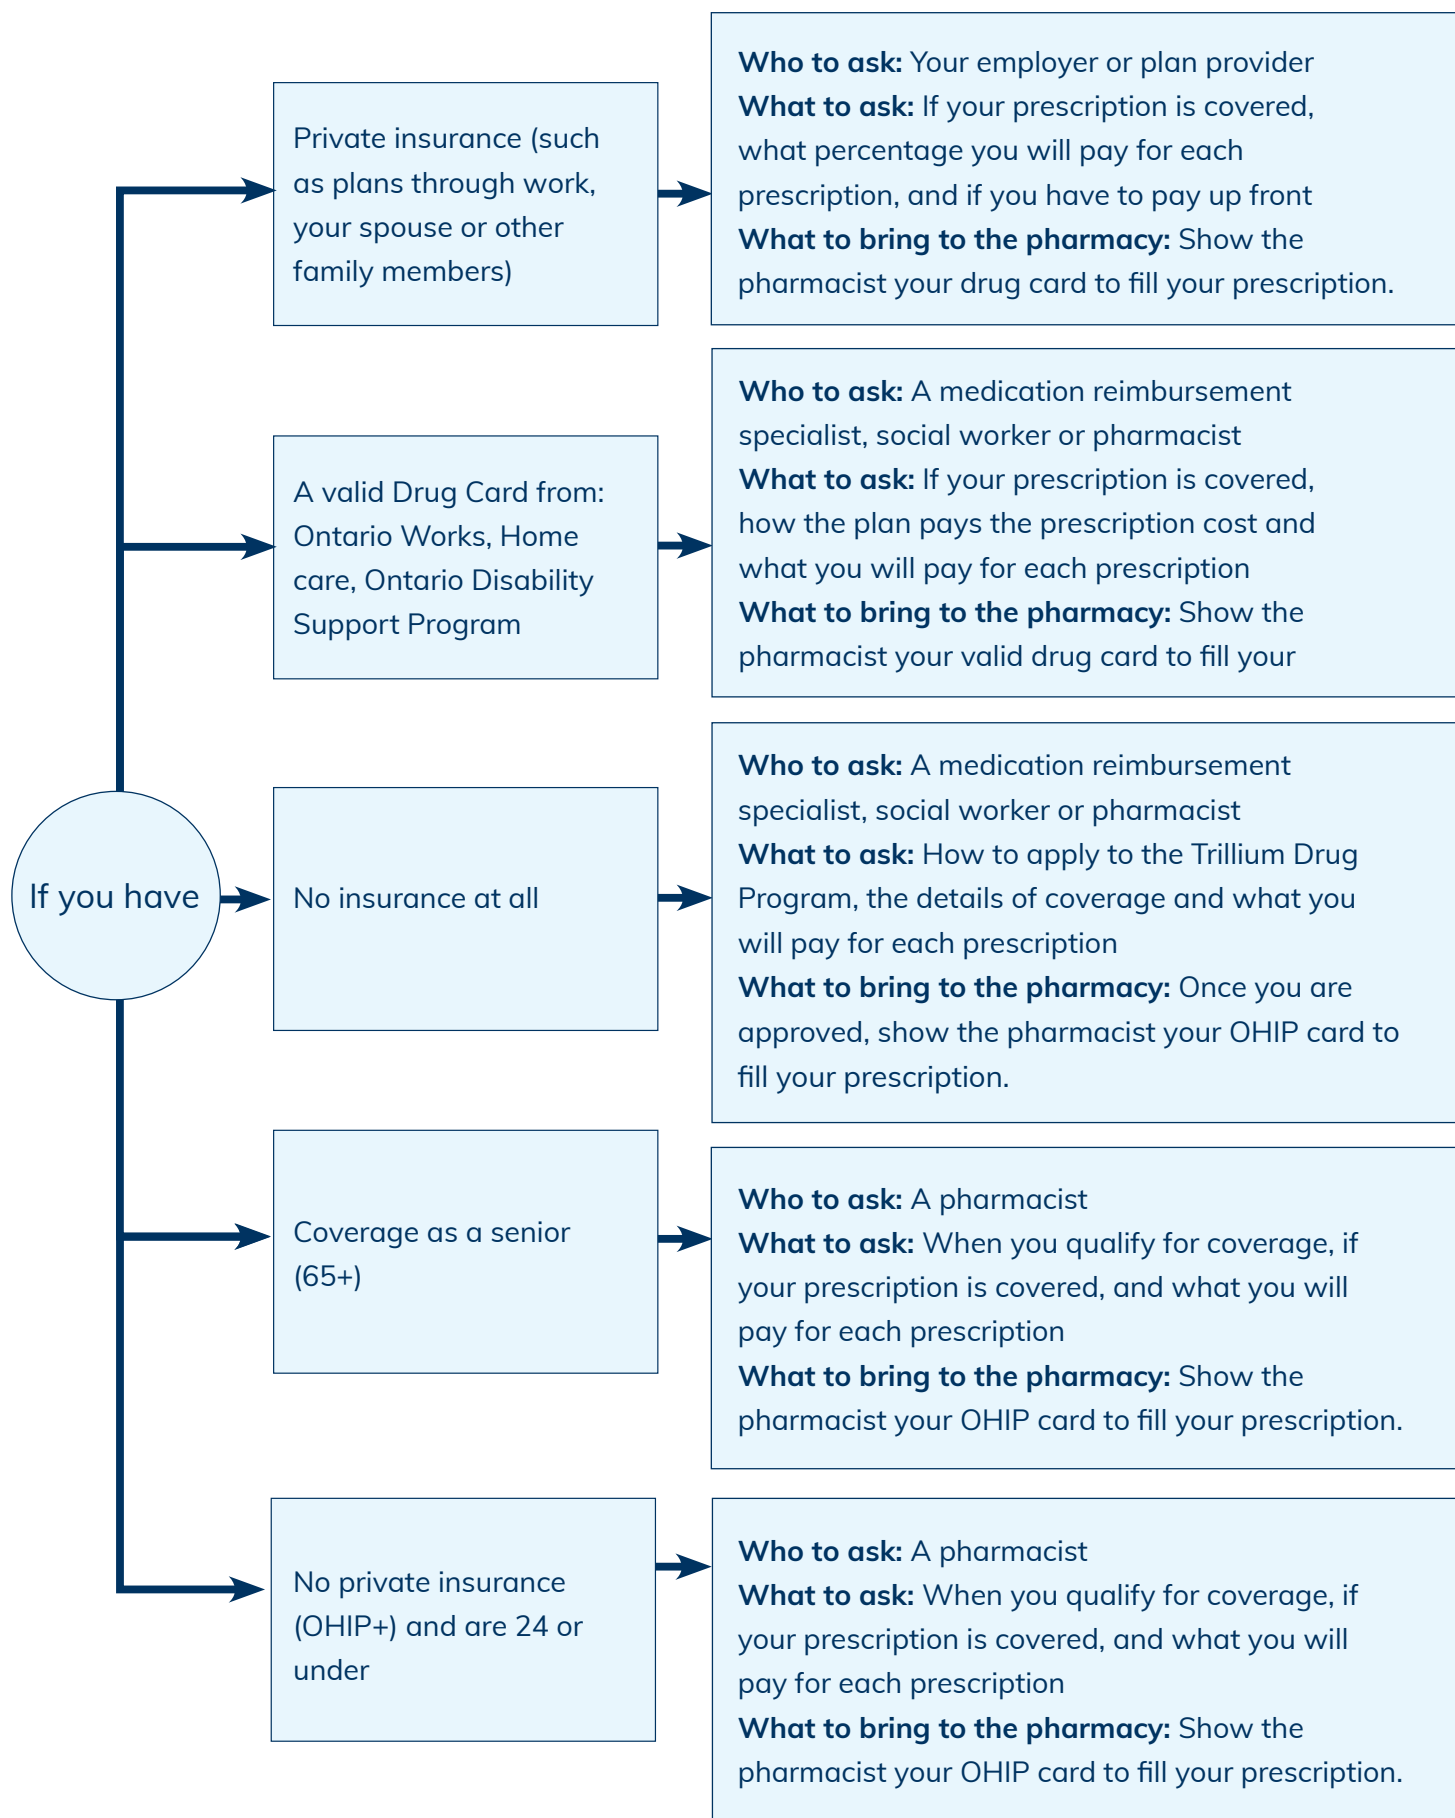 If you have
Private insurance (such
as plans through work,
your spouse or other
family members)
Who to ask: Your employer or plan provider
What to ask: If your prescription is covered,
what percentage you will pay for each
prescription, and if you have to pay up front
What to bring to the pharmacy: Show the
pharmacist your drug card to fill your prescription.
A valid Drug Card from:
Ontario Works, Home
care, Ontario Disability
Support Program
Who to ask: A medication reimbursement
specialist, social worker or pharmacist
What to ask: If your prescription is covered,
how the plan pays the prescription cost and
what you will pay for each prescription
What to bring to the pharmacy: Show the
pharmacist your valid drug card to fill your
No insurance at all
Who to ask: A medication reimbursement
specialist, social worker or pharmacist
What to ask: How to apply to the Trillium Drug
Program, the details of coverage and what you
will pay for each prescription
What to bring to the pharmacy: Once you are
approved, show the pharmacist your OHIP card to
fill your prescription.
Coverage as a senior
(65+)
Who to ask: A pharmacist
What to ask: When you qualify for coverage, if
your prescription is covered, and what you will
pay for each prescription
What to bring to the pharmacy: Show the
pharmacist your OHIP card to fill your prescription.
No private insurance
(OHIP+) and are 24 or
under
Who to ask: A pharmacist
What to ask: When you qualify for coverage, if
your prescription is covered, and what you will
pay for each prescription
What to bring to the pharmacy: Show the
pharmacist your OHIP card to fill your prescription.